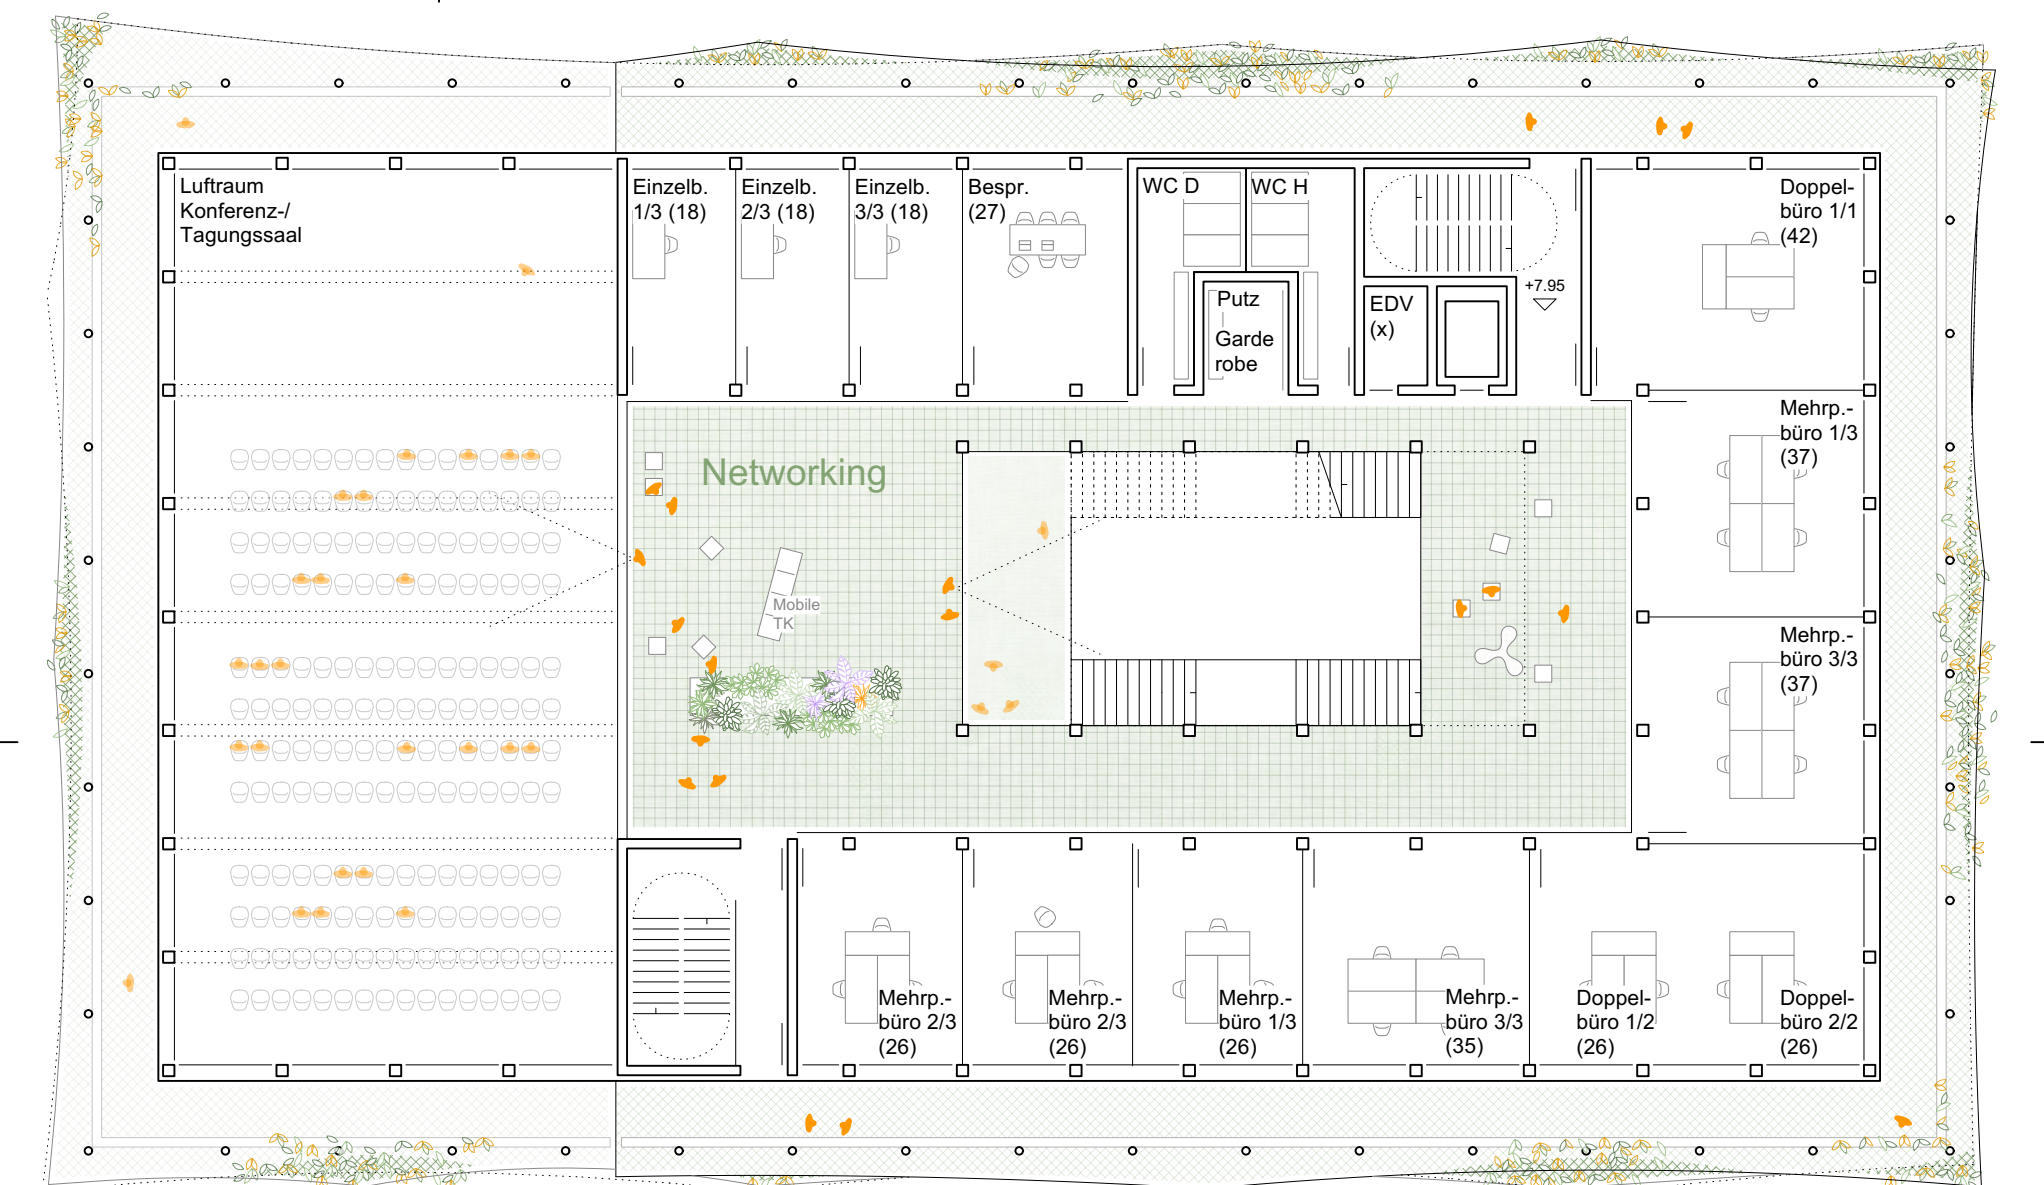 Luftraum
Konferenz-/
Tagungssaal
Einzelb.
1/3 (18)
Einzelb.
2/3 (18)
Einzelb.
3/3 (18)
Bespr.
(27)
WC D
WC H
Putz
Garde
robe
EDV
(x)
+7.95
Doppel-
büro 1/1
(42)
Mehrp.-
büro 1/3
(37)
Networking
Mobile
TK
Mehrp.-
büro 3/3
(37)
Mehrp.-
büro 2/3
(26)
Mehrp.-
büro 2/3
(26)
Mehrp.-
büro 1/3
(26)
Mehrp.-
büro 3/3
(35)
Doppel-
büro 1/2
(26)
Doppel-
büro 2/2
(26)